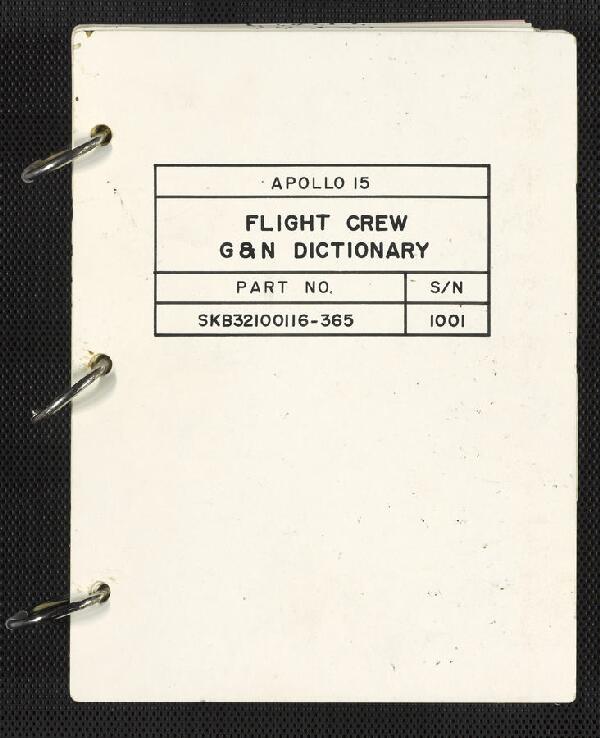 APOLLO 15
FLIGHT CREW
G&N DICTIONARY
PART NO. S/N
SKB32100116-365 1001